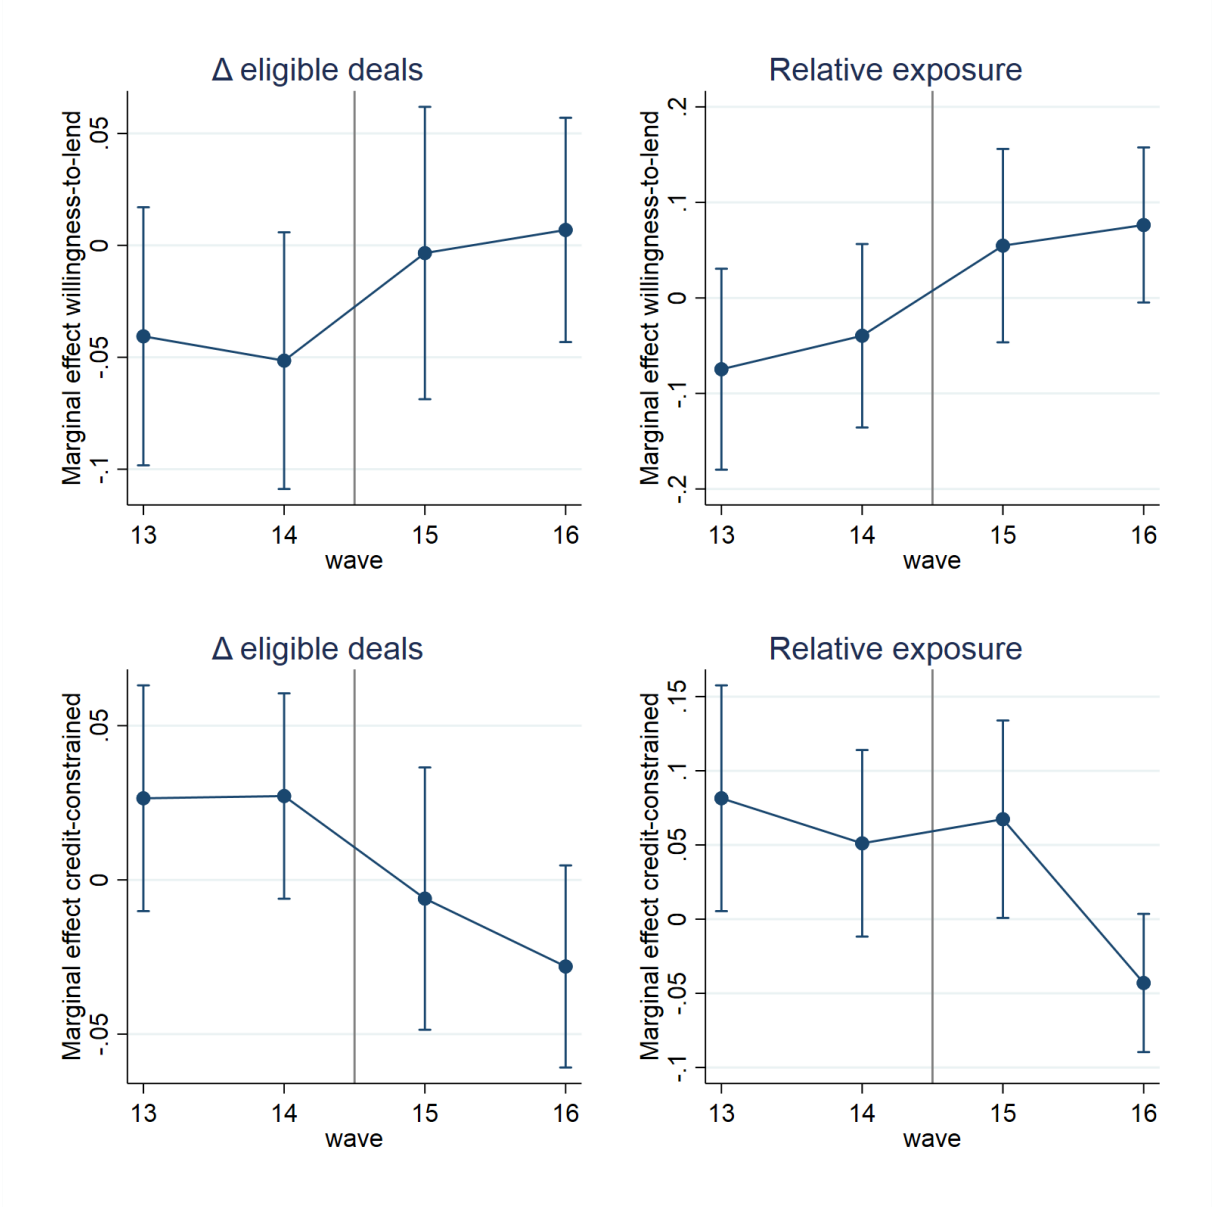 Δ eligible deals
Marginal effect willingness-to-lend
.05
0
-.05
-.1
13 14 15 16
wave
Relative exposure
Marginal effect willingness-to-lend
.2
.1
0
-.1
-.2
13 14 15 16
wave
Δ eligible deals
Marginal effect credit-constrained
.05
0
-.05
13 14 15 16
wave
Relative exposure
Marginal effect credit-constrained
.15
.1
.05
0
-.05
-.1
13 14 15 16
wave